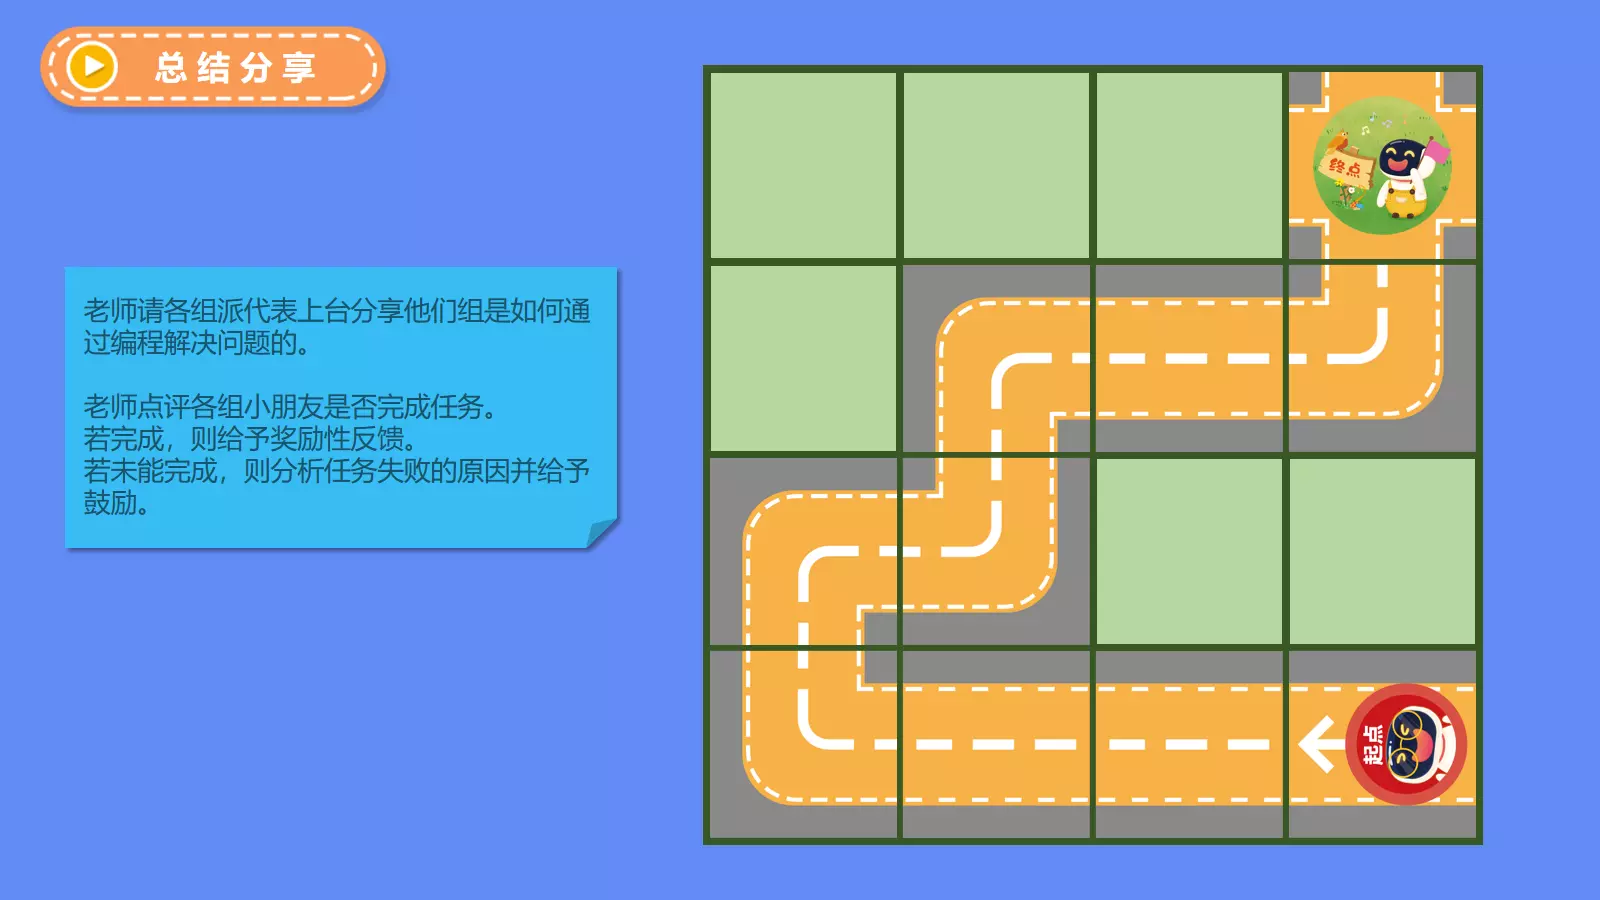 总结分享
终点
老师请各组派代表上台分享他们组是如何通
过编程解决问题的。
老师点评各组小朋友是否完成任务。
若完成，则给予奖励性反馈。
若未能完成，则分析任务失败的原因并给予
鼓励。
起点